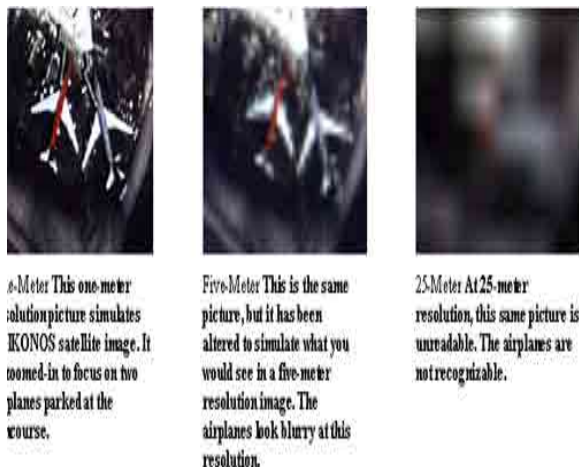 e-Meter This one-meter
olution picture simulates
IKONOS satellite image. It
oomed-in to focus on two
planes parked at the
course.
Five-Meter This is the same
picture, but it has been
altered to simulate what you
would see in a five-meter
resolution image. The
airplanes look blurry at this
resolution.
25-Meter At 25-meter
resolution, this same picture is
unreadable. The airplanes are
not recognizable.